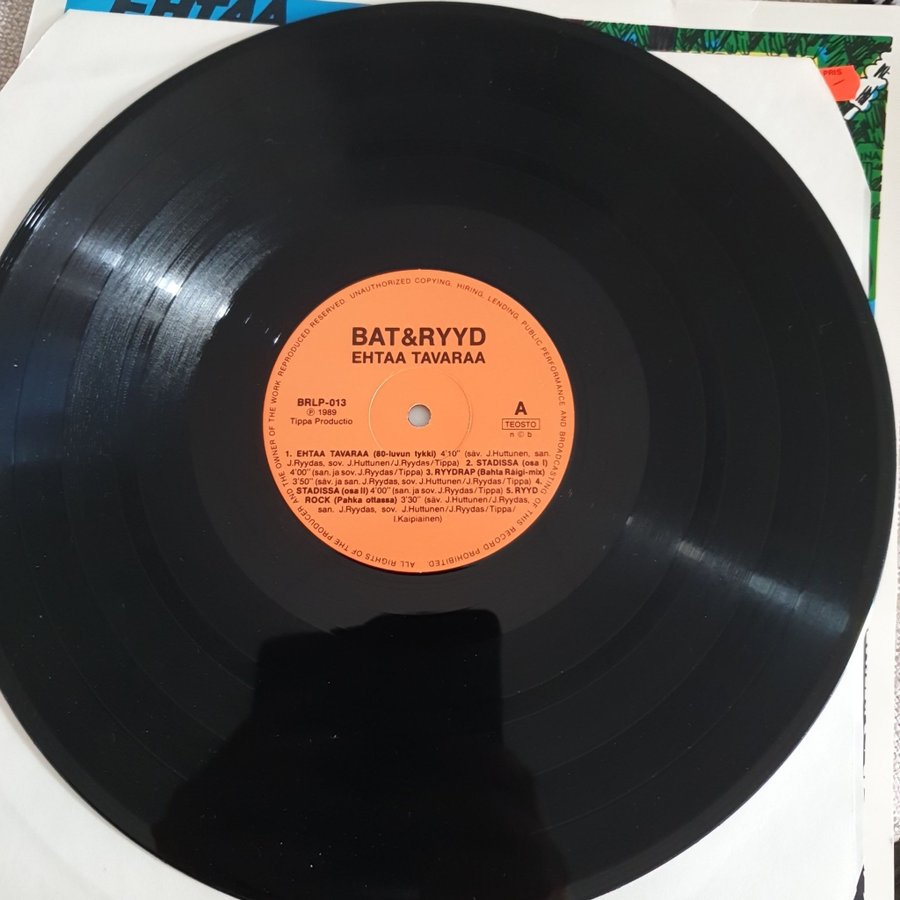 EHTAA
PRIS
BAT&RYYD
EHTAA TAVARAA
BRLP-013
℗ 1989
Tippa Productio
A
TEOSTO
n©b
1. EHTAA TAVARAA (80-luvun tykki) 4'10" (säv. J.Huttunen, san.
J.Ryydas, sov. J.Huttunen/J.Ryydas/Tippa) 2. STADISSA (osa I)
4'00" (san. ja sov. J.Ryydas/Tippa) 3. RYYDRAP (Bahta Räigi-mix)
3'50" (säv. ja san. J.Ryydas, sov. J.Huttunen/J.Ryydas/Tippa) 4.
STADISSA (osa II) 4'00" (san. ja sov. J.Ryydas/Tippa) 5. RYYD
ROCK (Pahka ottassa) 3'30" (säv. J.Huttunen/J.Ryydas,
san. J.Ryydas, sov. J.Huttunen/J.Ryydas/Tippa/
I.Kaipiainen)
ALL RIGHTS OF THE PRODUCER AND THE OWNER OF THE WORK REPRODUCED RESERVED. UNAUTHORIZED COPYING, HIRING, LENDING, PUBLIC PERFORMANCE AND BROADCASTING OF THIS RECORD PROHIBITED.